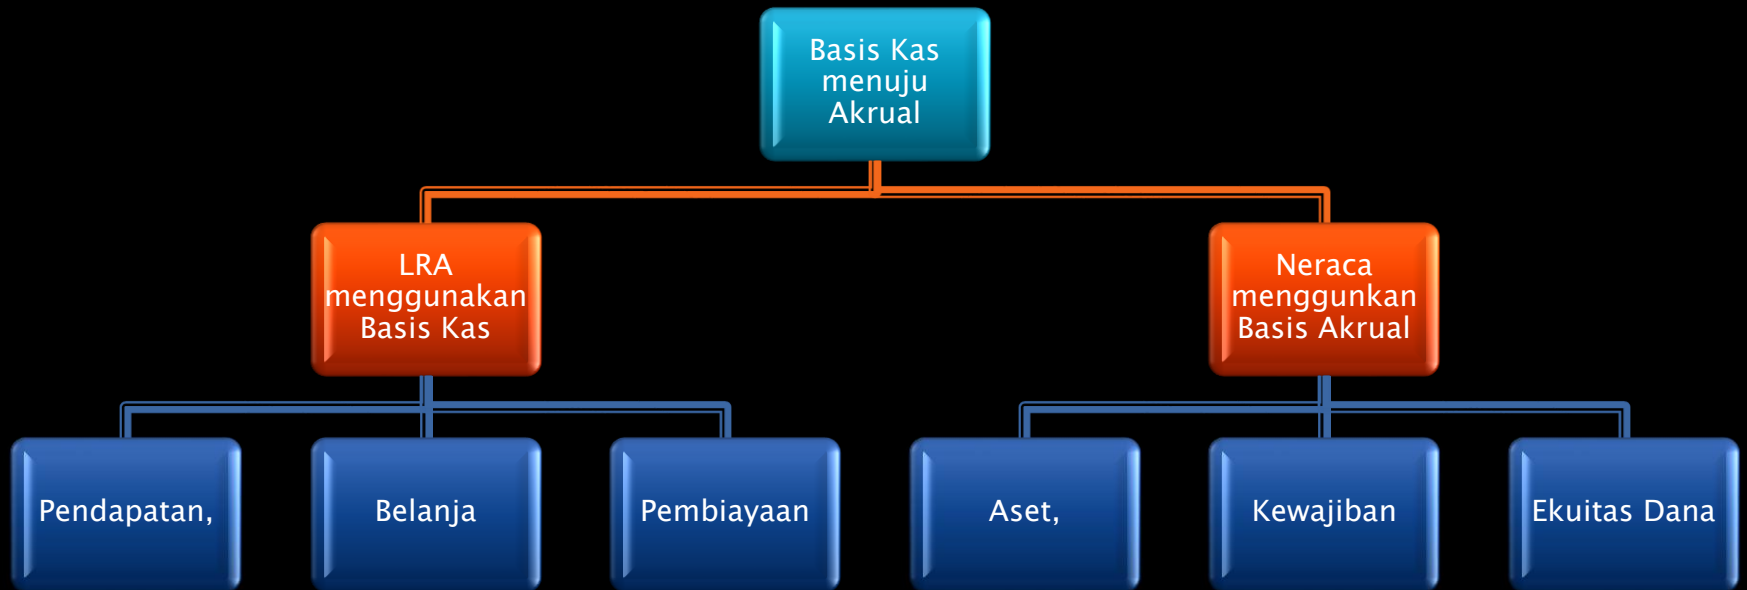 Basis Kas
menuju
Akrual
LRA
menggunakan
Basis Kas
Neraca
menggunkan
Basis Akrual
Pendapatan,
Belanja
Pembiayaan
Aset,
Kewajiban
Ekuitas Dana